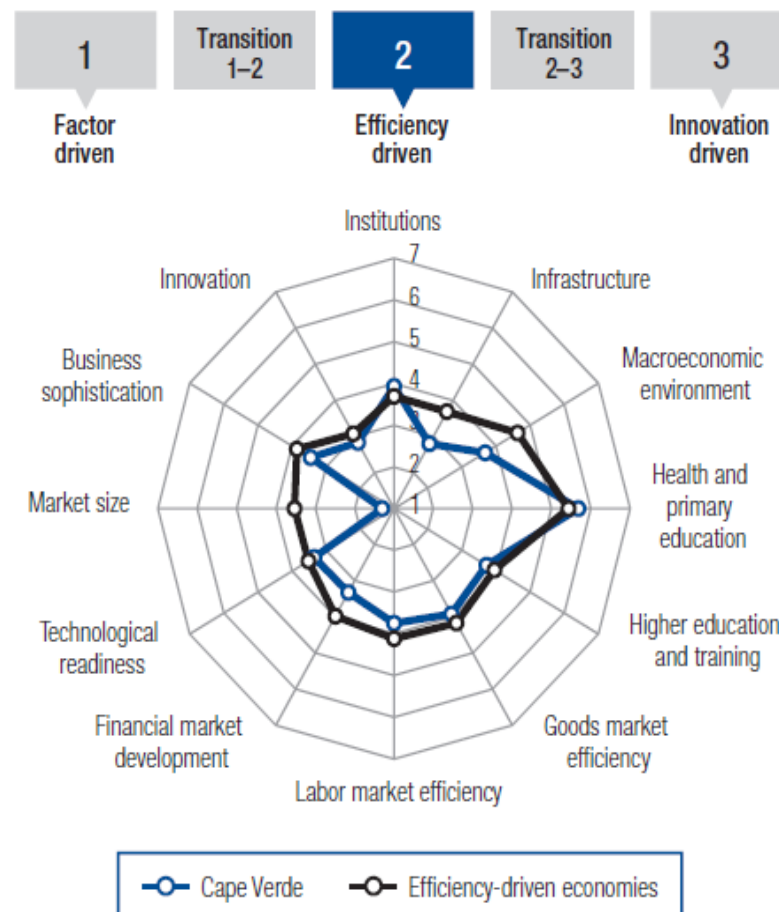 1
Transition
1–2
2
Transition
2–3
3
Factor
driven
Efficiency
driven
Innovation
driven
Institutions
7
6
5
4
3
2
1
Infrastructure
Macroeconomic
environment
Health and
primary
education
Higher education
and training
Goods market
efficiency
Labor market efficiency
Financial market
development
Technological
readiness
Market size
Business
sophistication
Innovation
Cape Verde
Efficiency-driven economies